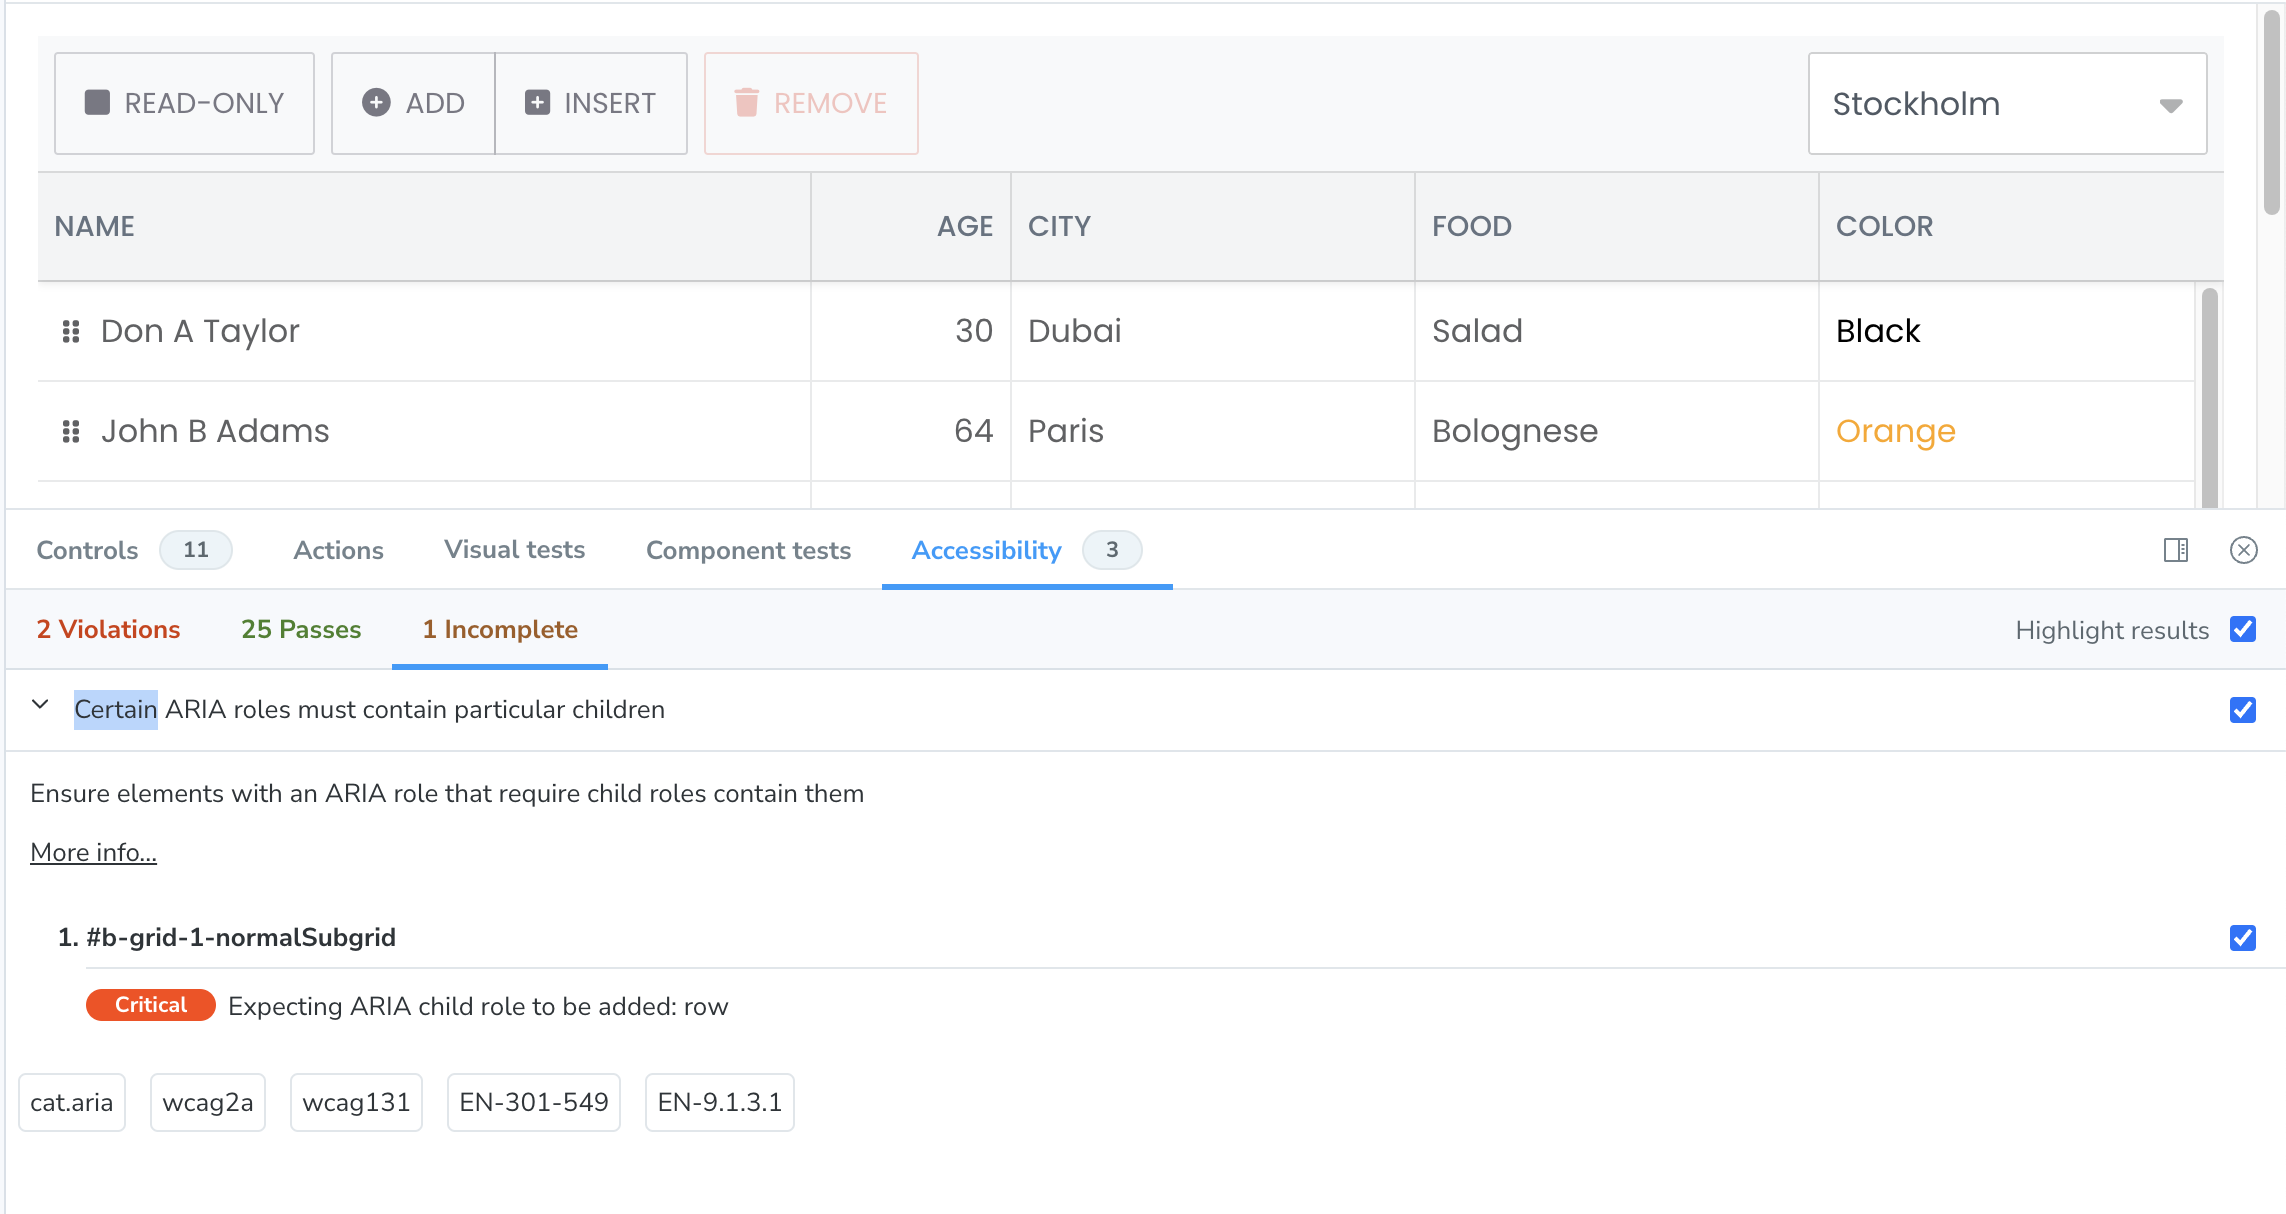 READ-ONLY ADD INSERT REMOVE Stockholm
NAME AGE CITY FOOD COLOR
Don A Taylor 30 Dubai Salad Black
John B Adams 64 Paris Bolognese Orange
Controls 11 Actions Visual tests Component tests Accessibility 3
2 Violations 25 Passes 1 Incomplete Highlight results
Certain ARIA roles must contain particular children
Ensure elements with an ARIA role that require child roles contain them
More info...
1. #b-grid-1-normalSubgrid
Critical Expecting ARIA child role to be added: row
cat.aria wcag2a wcag131 EN-301-549 EN-9.1.3.1